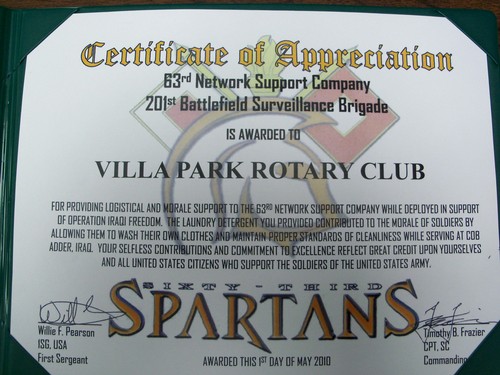 Certificate of Appreciation
63rd Network Support Company
201st Battlefield Surveillance Brigade
IS AWARDED TO
VILLA PARK ROTARY CLUB
FOR PROVIDING LOGISTICAL AND MORALE SUPPORT TO THE 63RD NETWORK SUPPORT COMPANY WHILE DEPLOYED IN SUPPORT
OF OPERATION IRAQI FREEDOM. THE LAUNDRY DETERGENT YOU PROVIDED CONTRIBUTED TO THE MORALE OF SOLDIERS BY
ALLOWING THEM TO WASH THEIR OWN CLOTHES AND MAINTAIN PROPER STANDARDS OF CLEANLINESS WHILE SERVING AT COB
ADDER, IRAQ. YOUR SELFLESS CONTRIBUTIONS AND COMMITMENT TO EXCELLENCE REFLECT GREAT CREDIT UPON YOURSELVES
AND ALL UNITED STATES CITIZENS WHO SUPPORT THE SOLDIERS OF THE UNITED STATES ARMY.
SIXTY-THIRD
SPARTANS
Willie F. Pearson
1SG, USA
First Sergeant
Timothy B. Frazier
CPT, SC
Commanding
AWARDED THIS 1ST DAY OF MAY 2010